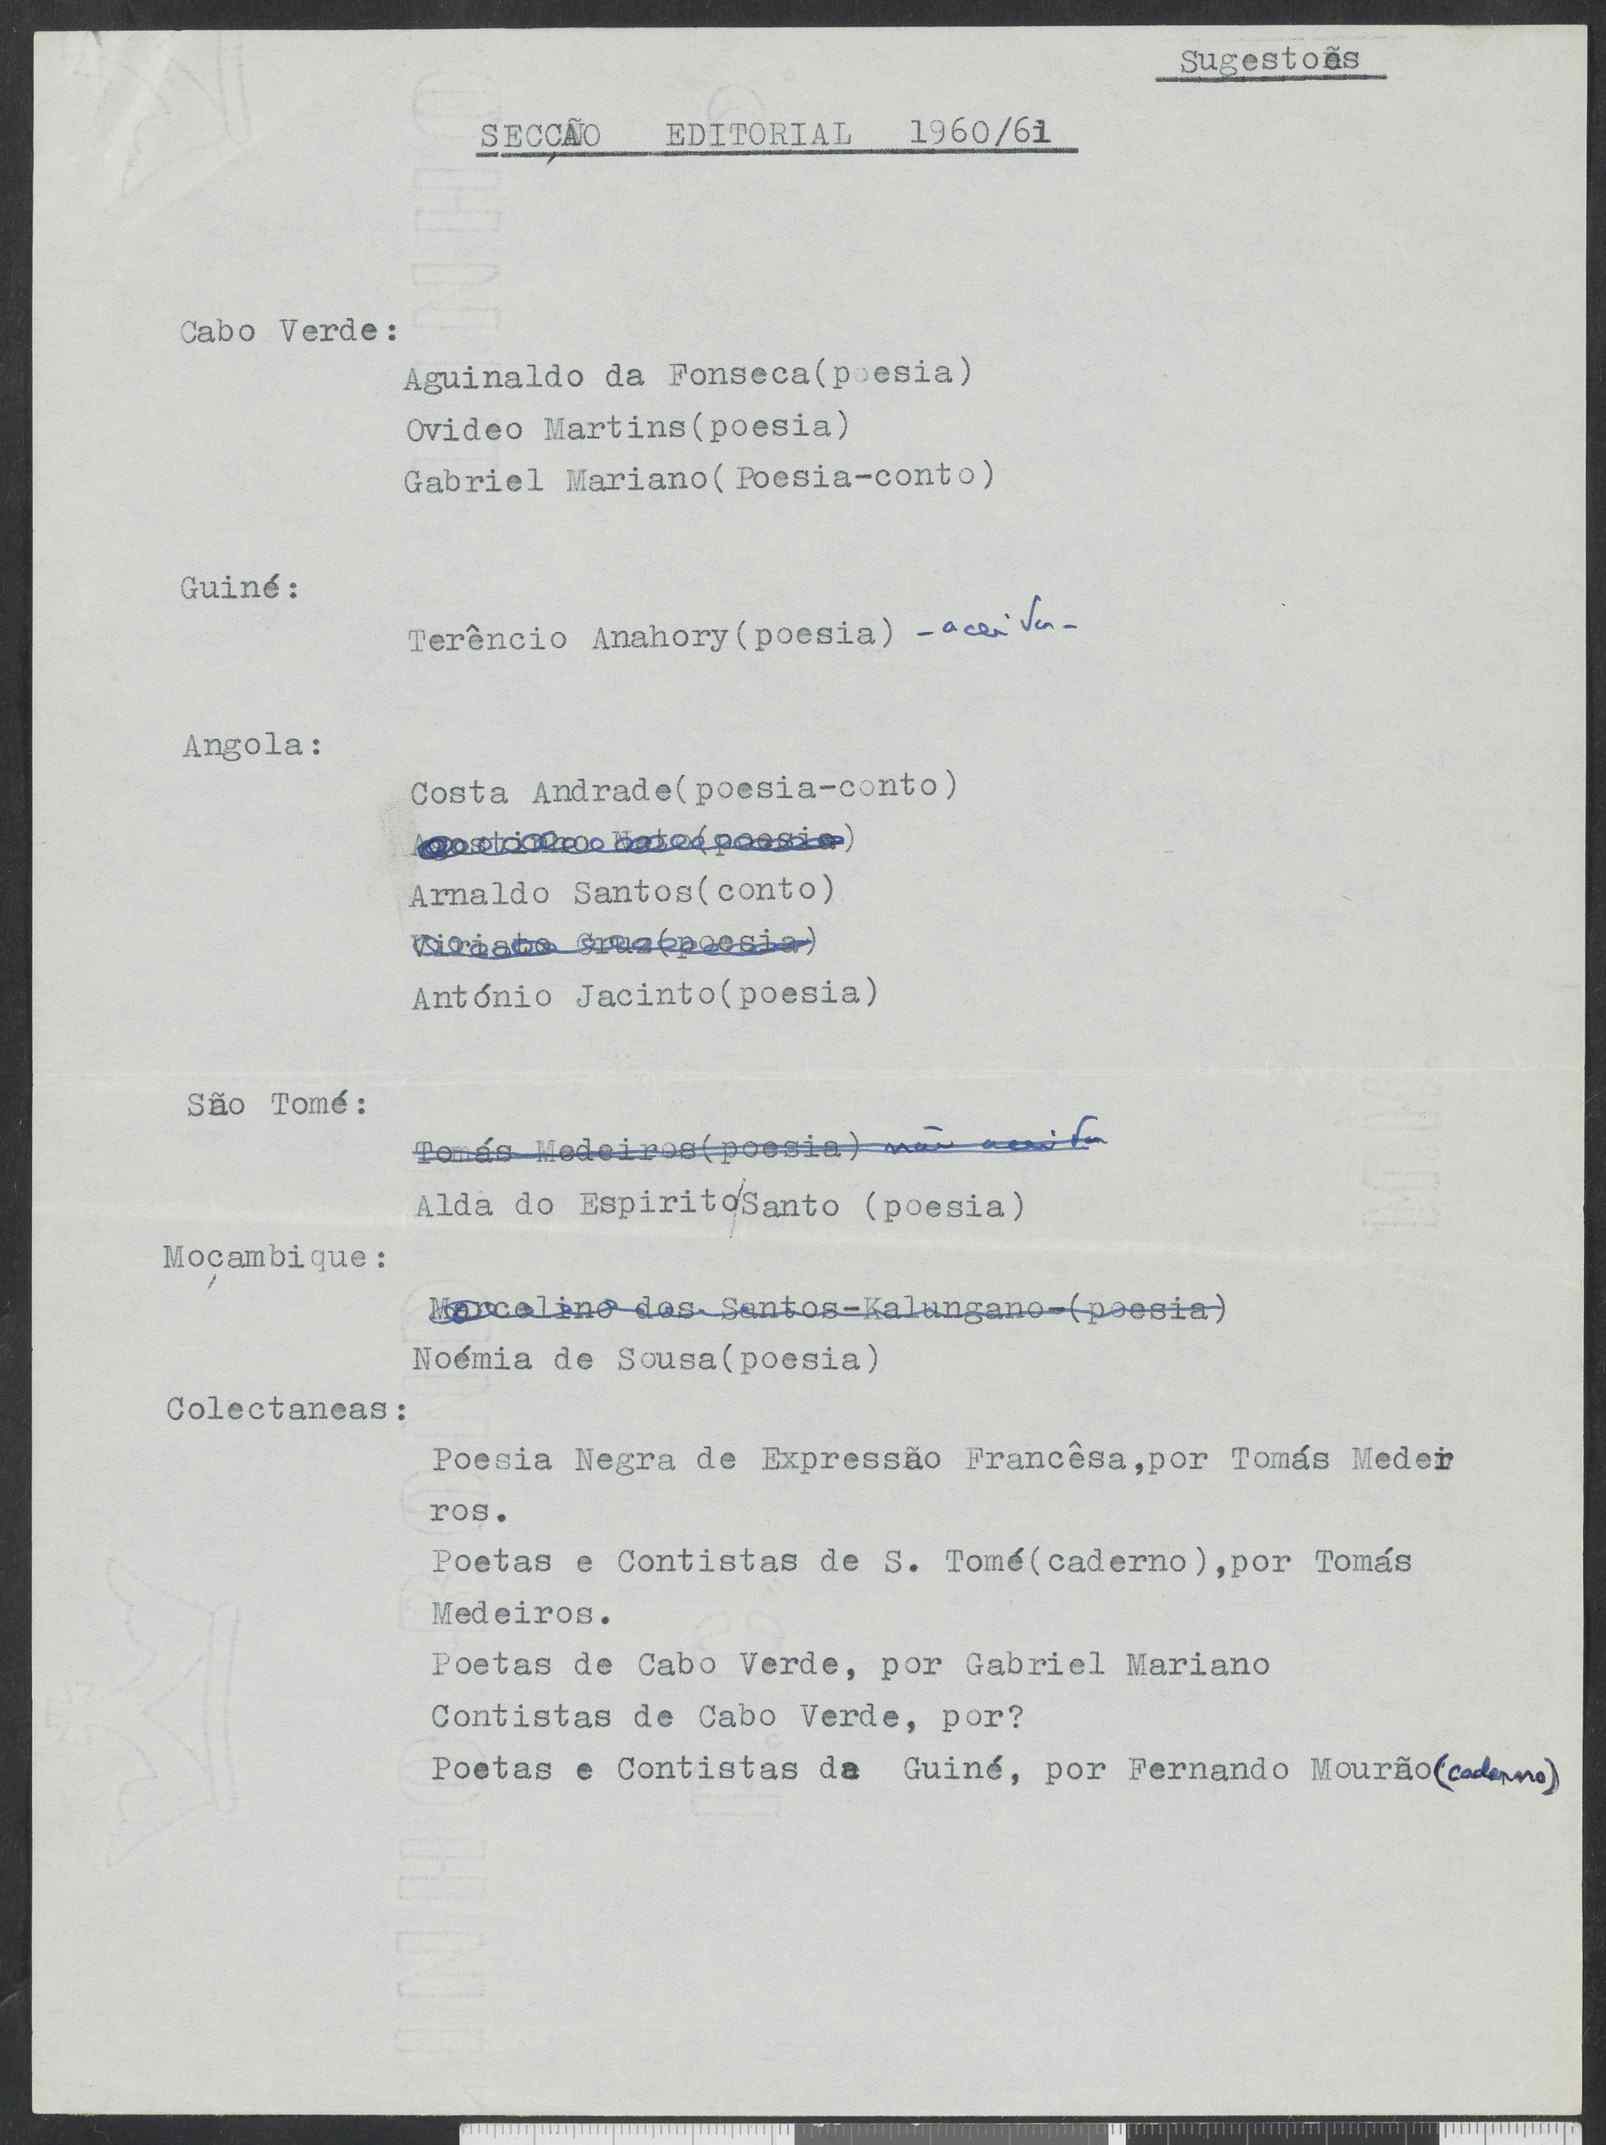 Sugestões
SECÇÃO EDITORIAL 1960/61
Cabo Verde:
Aguinaldo da Fonseca(poesia)
Ovideo Martins(poesia)
Gabriel Mariano(Poesia-conto)
Guiné:
Terêncio Anahory(poesia) -aceita-
Angola:
Costa Andrade(poesia-conto)
Agostinho Neto(poesia)
Arnaldo Santos(conto)
Viriato Cruz(poesia)
António Jacinto(poesia)
São Tomé:
Tomás Medeiros(poesia) não aceita
Alda do Espirito/Santo (poesia)
Moçambique:
Marcelino dos Santos-Kalungano-(poesia)
Noémia de Sousa(poesia)
Colectaneas:
Poesia Negra de Expressão Francêsa,por Tomás Medei
ros.
Poetas e Contistas de S. Tomé(caderno),por Tomás
Medeiros.
Poetas de Cabo Verde, por Gabriel Mariano
Contistas de Cabo Verde, por?
Poetas e Contistas da Guiné, por Fernando Mourão(caderno)